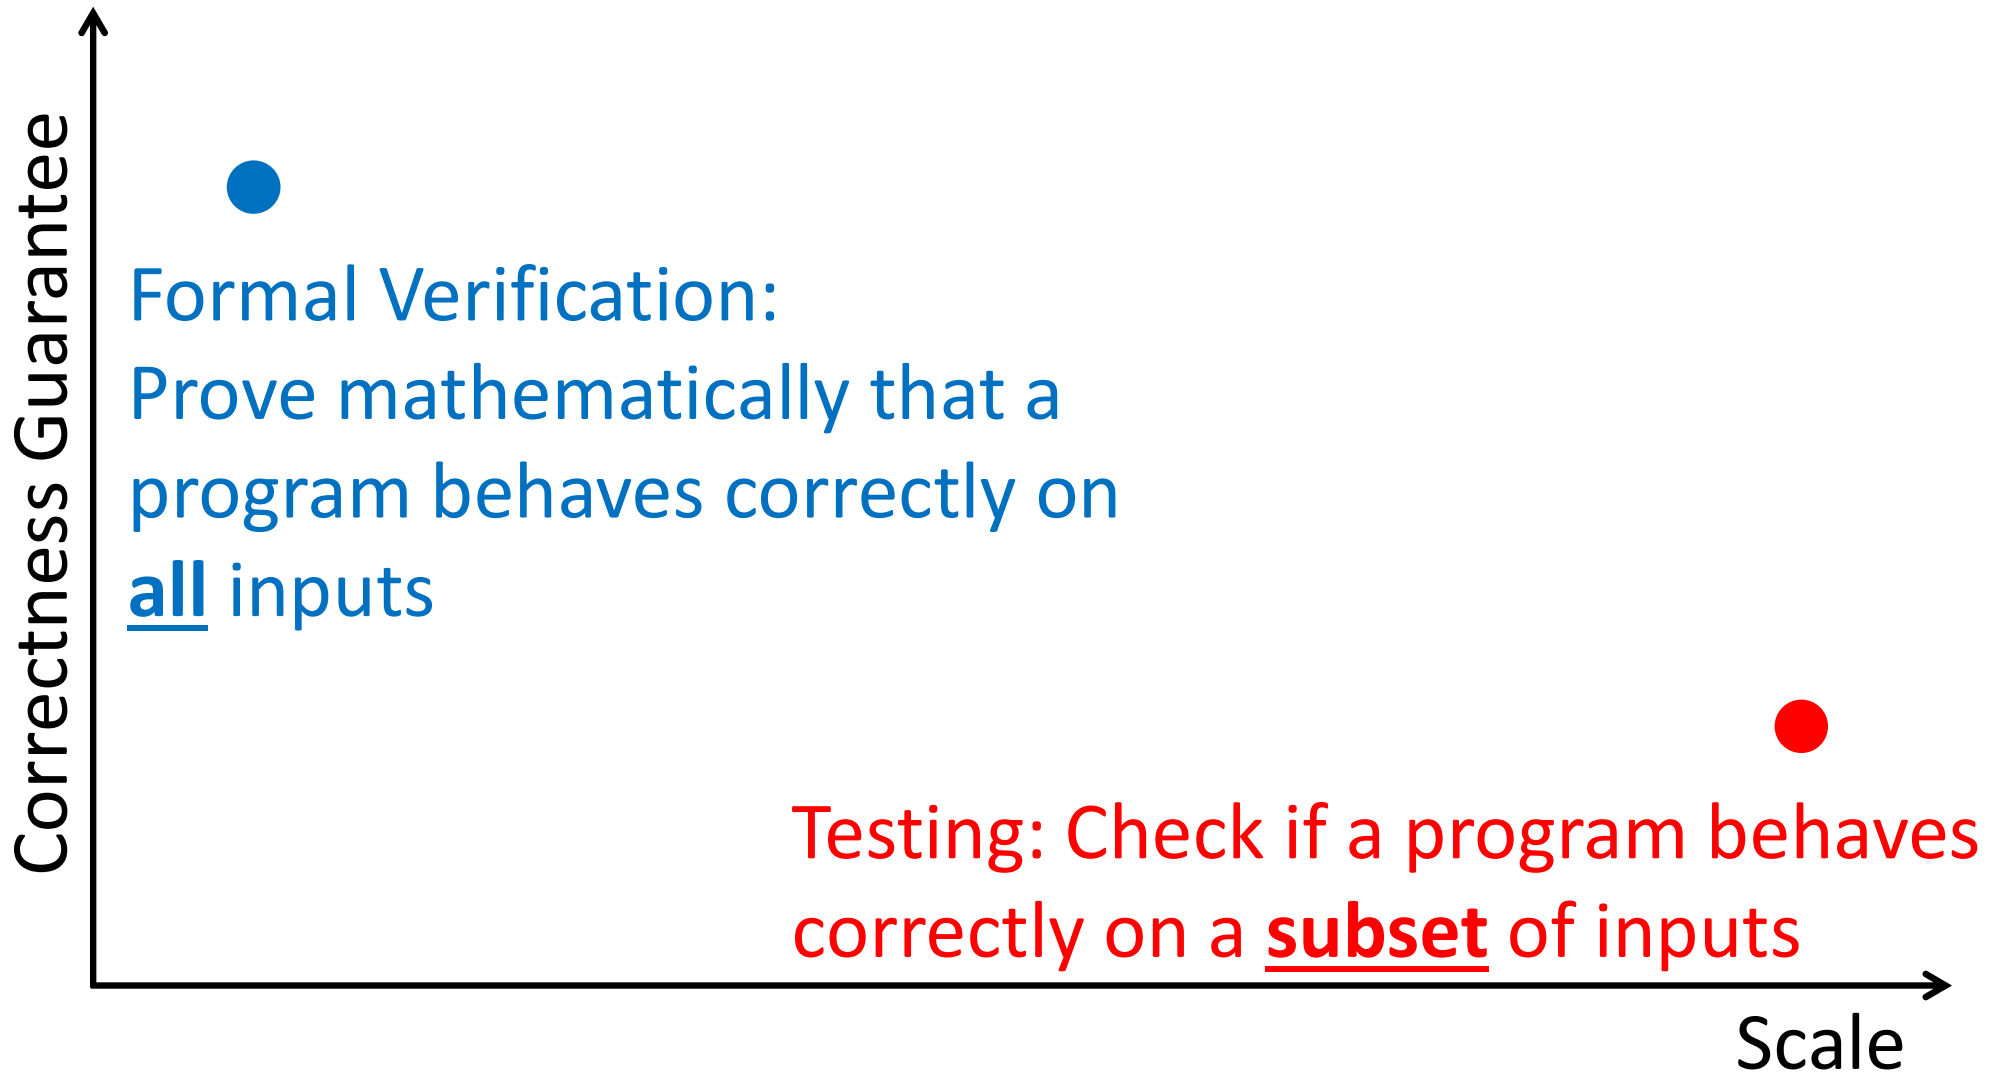 Correctness Guarantee
Formal Verification:
Prove mathematically that a
program behaves correctly on
all inputs
Testing: Check if a program behaves
correctly on a subset of inputs
Scale